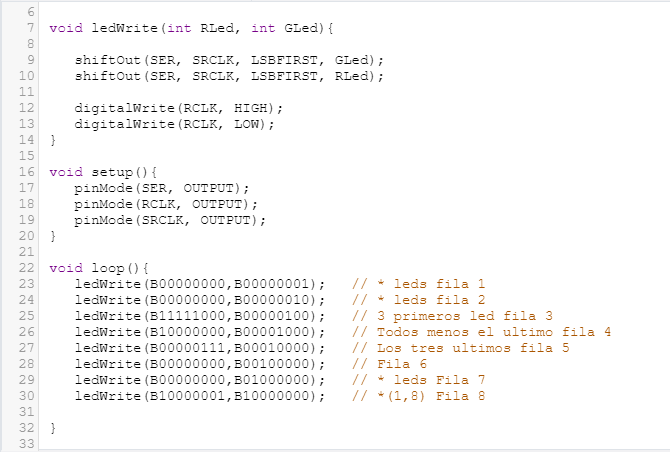 6
7 void ledWrite(int RLed, int GLed){
8
9 shiftOut(SER, SRCLK, LSBFIRST, GLed);
10 shiftOut(SER, SRCLK, LSBFIRST, RLed);
11
12 digitalWrite(RCLK, HIGH);
13 digitalWrite(RCLK, LOW);
14 }
15
16 void setup(){
17 pinMode(SER, OUTPUT);
18 pinMode(RCLK, OUTPUT);
19 pinMode(SRCLK, OUTPUT);
20 }
21
22 void loop(){
23 ledWrite(B00000000,B00000001); // * leds fila 1
24 ledWrite(B00000000,B00000010); // * leds fila 2
25 ledWrite(B11111000,B00000100); // 3 primeros led fila 3
26 ledWrite(B10000000,B00001000); // Todos menos el ultimo fila 4
27 ledWrite(B00000111,B00010000); // Los tres ultimos fila 5
28 ledWrite(B00000000,B00100000); // Fila 6
29 ledWrite(B00000000,B01000000); // * leds Fila 7
30 ledWrite(B10000001,B10000000); // *(1,8) Fila 8
31
32 }
33